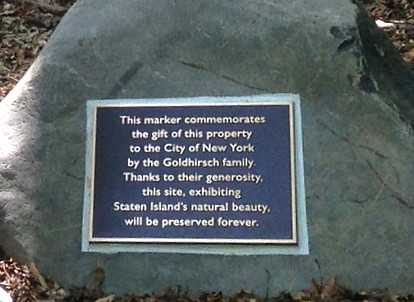 This marker commemorates
the gift of this property
to the City of New York
by the Goldhirsch family.
Thanks to their generosity,
this site, exhibiting
Staten Island's natural beauty,
will be preserved forever.